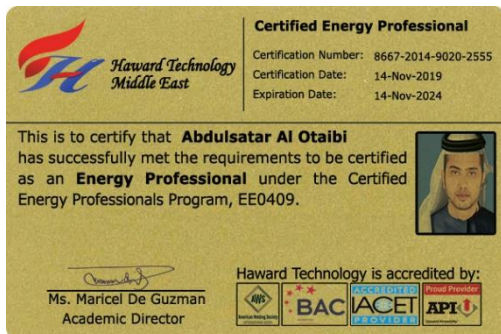 Haward Technology
Middle East
Certified Energy Professional
Certification Number: 8667-2014-9020-2555
Certification Date: 14-Nov-2019
Expiration Date: 14-Nov-2024
This is to certify that Abdulsatar Al Otaibi
has successfully met the requirements to be certified
as an Energy Professional under the Certified
Energy Professionals Program, EE0409.
Ms. Maricel De Guzman
Academic Director
Haward Technology is accredited by:
AWS
American Welding Society
BAC
ACCREDITED
IACET
PROVIDER
Proud Provider
API